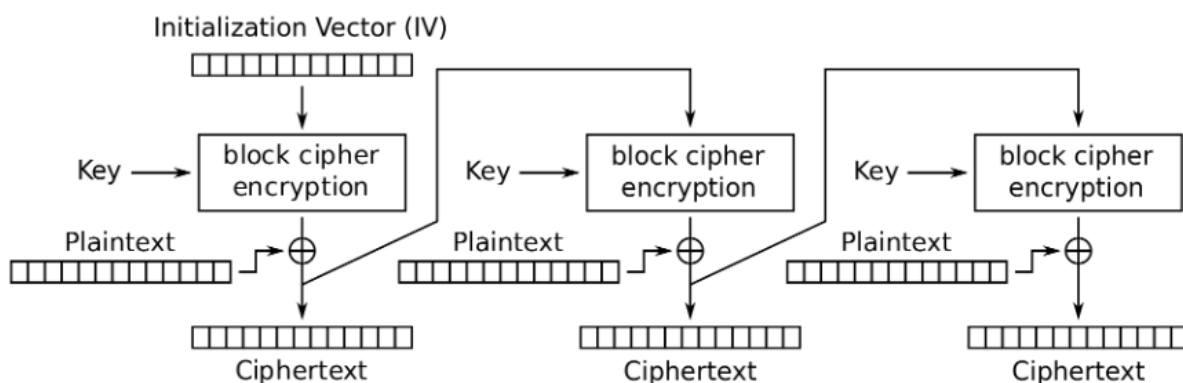 Initialization Vector (IV)
Key
block cipher
encryption
Plaintext
Ciphertext
Key
block cipher
encryption
Plaintext
Ciphertext
Key
block cipher
encryption
Plaintext
Ciphertext